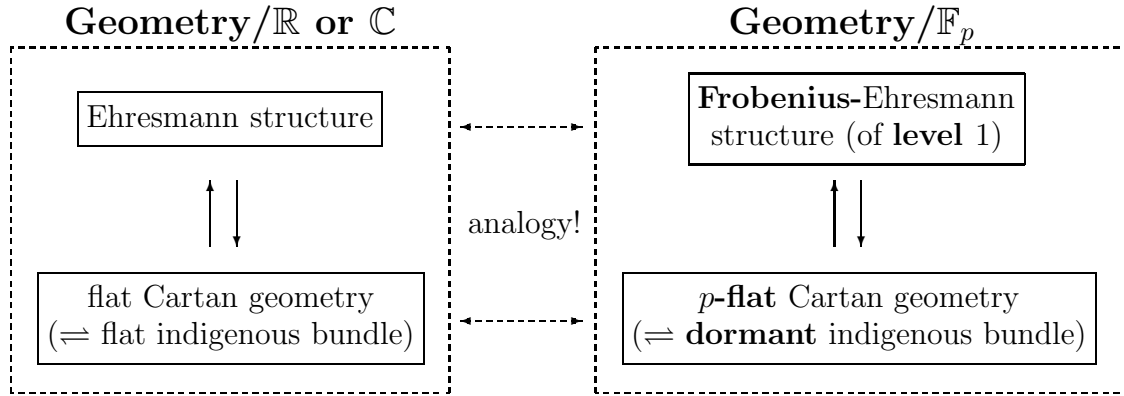 Geometry/ℝ or ℂ
Ehresmann structure
flat Cartan geometry
(⇌ flat indigenous bundle)
analogy!
Geometry/𝔽ₚ
Frobenius-Ehresmann
structure (of level 1)
p-flat Cartan geometry
(⇌ dormant indigenous bundle)